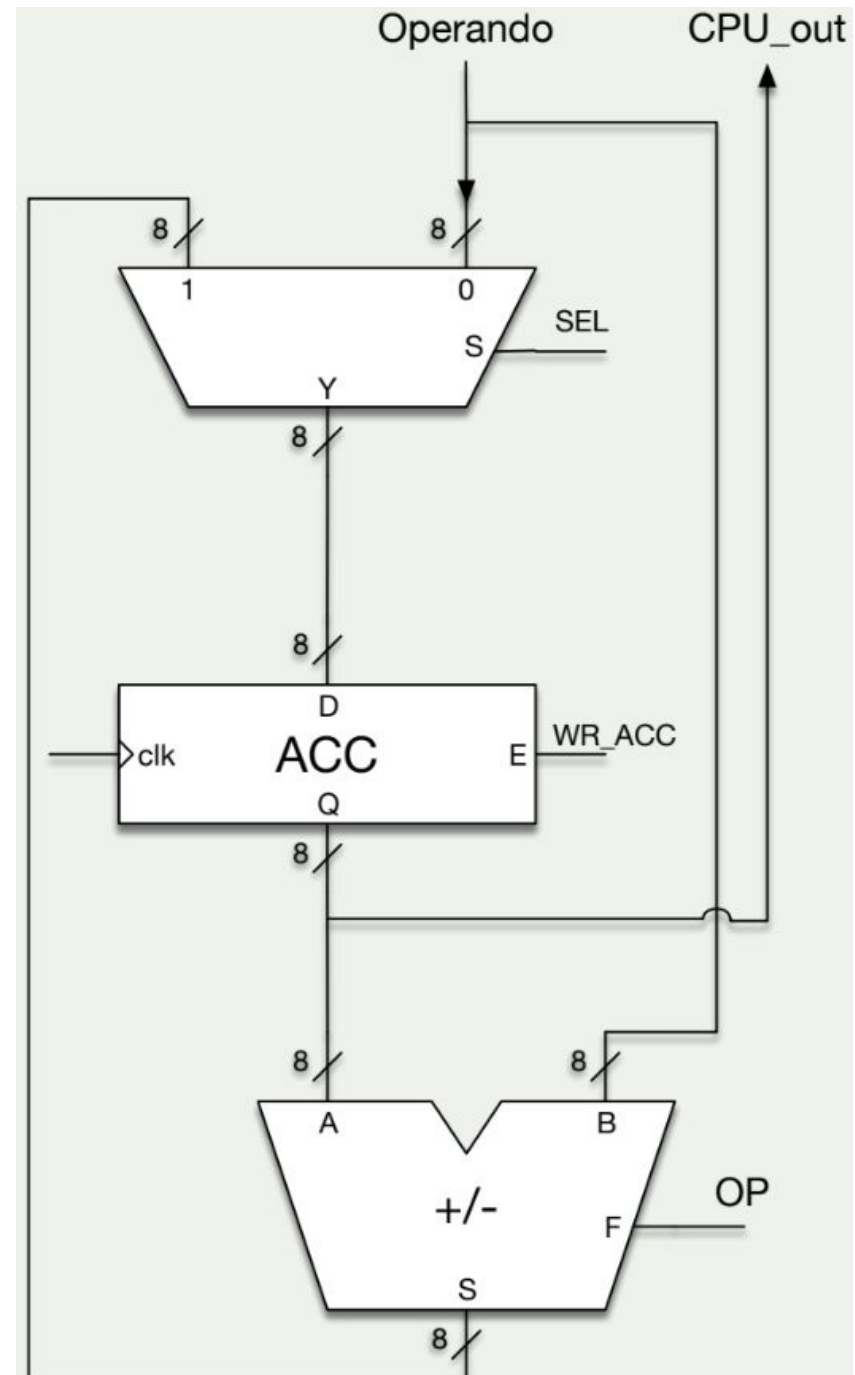 Operando CPU_out
8 8
1 0
SEL
S
Y
8
8
D
WR_ACC
clk ACC E
Q
8
8 8
A B
OP
+/-
F
S
8